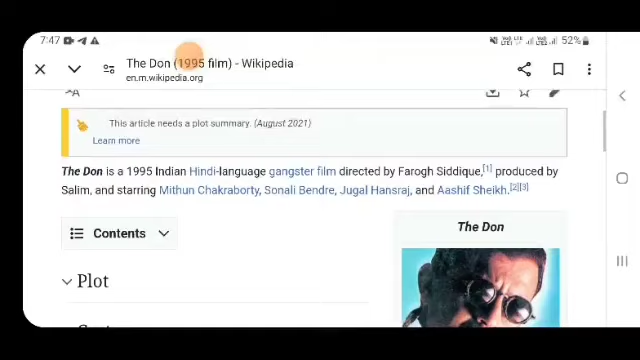 7:47 52%
The Don (1995 film) - Wikipedia
en.m.wikipedia.org
This article needs a plot summary. (August 2021)
Learn more
The Don is a 1995 Indian Hindi-language gangster film directed by Farogh Siddique,[1] produced by
Salim, and starring Mithun Chakraborty, Sonali Bendre, Jugal Hansraj, and Aashif Sheikh.[2][3]
Contents
The Don
Plot